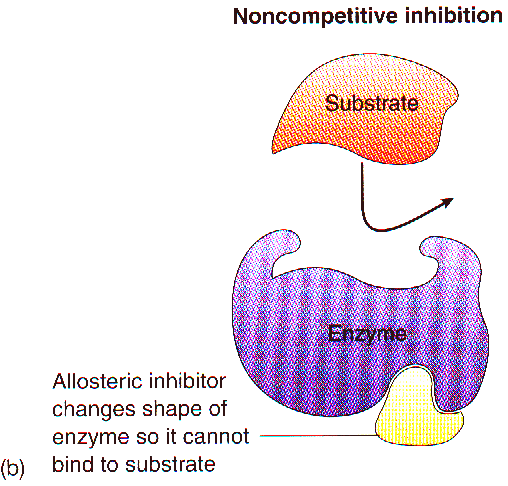 Noncompetitive inhibition
Substrate
Enzyme
Allosteric inhibitor
changes shape of
enzyme so it cannot
bind to substrate
(b)